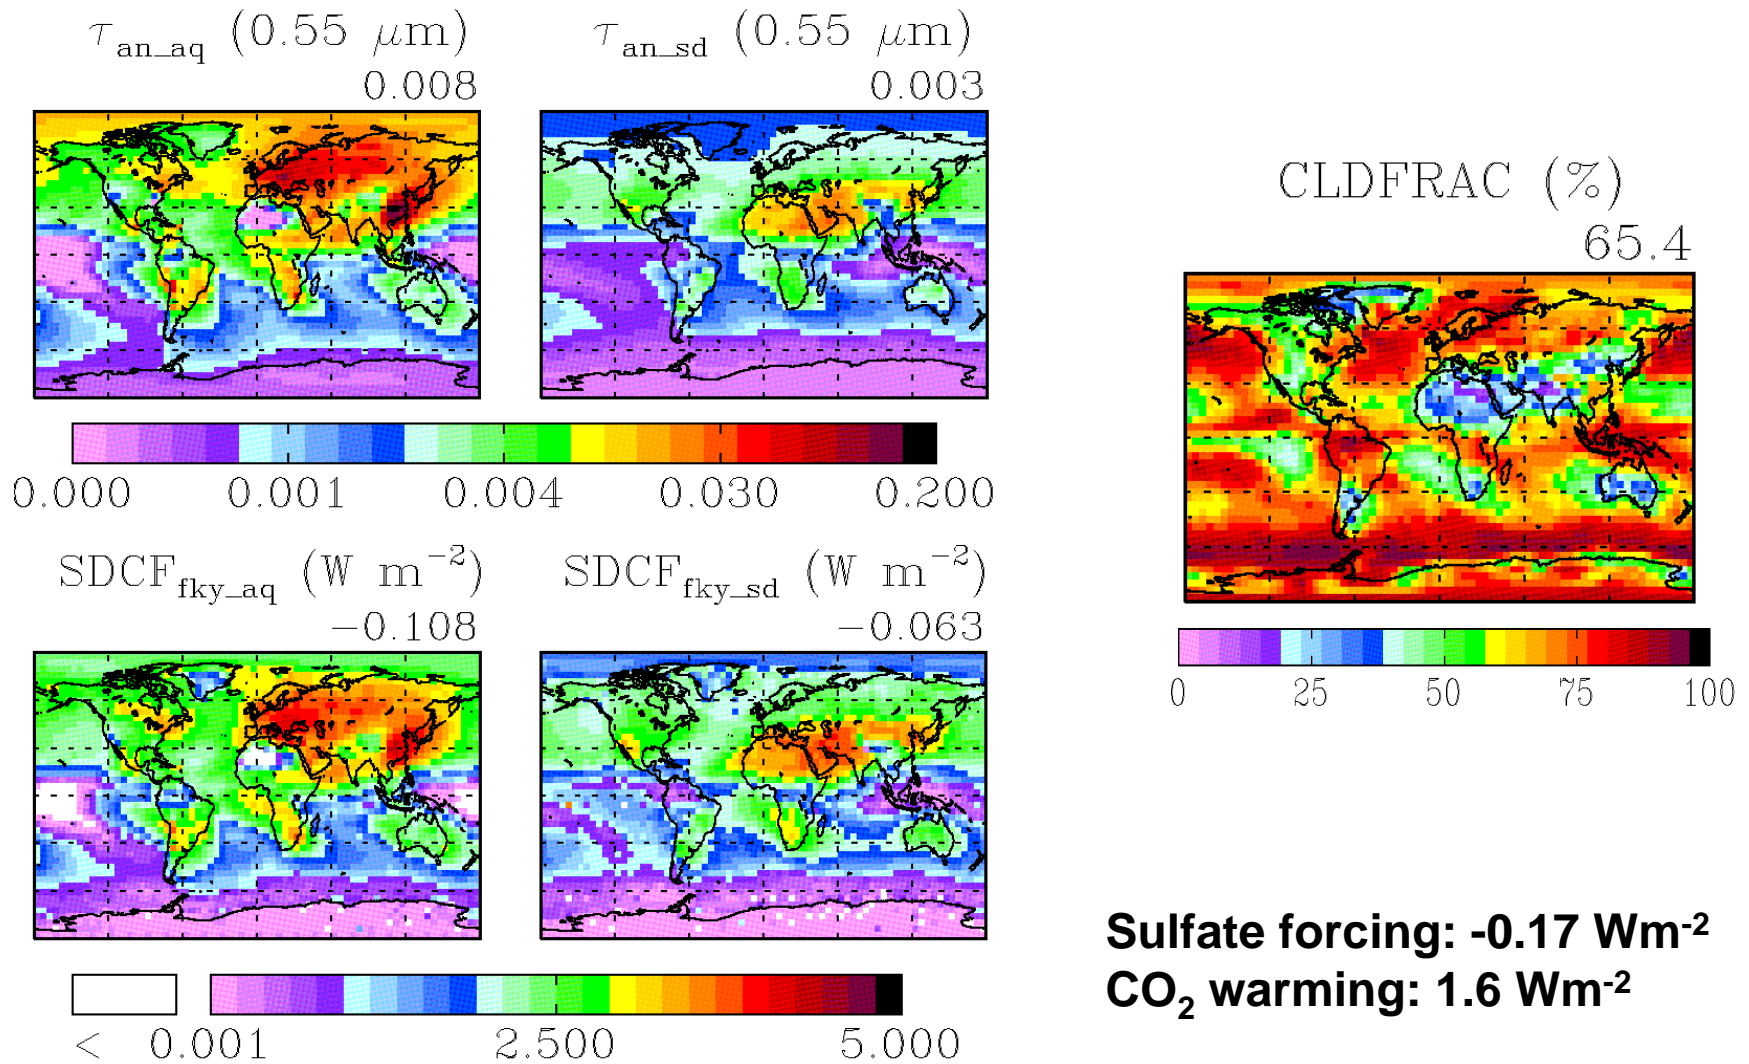 τan_aq (0.55 μm)
0.008
τan_sd (0.55 μm)
0.003
0.000 0.001 0.004 0.030 0.200
SDCFfky_aq (W m−2)
−0.108
SDCFfky_sd (W m−2)
−0.063
< 0.001 2.500 5.000
CLDFRAC (%)
65.4
0 25 50 75 100
Sulfate forcing: -0.17 Wm-2
CO2 warming: 1.6 Wm-2